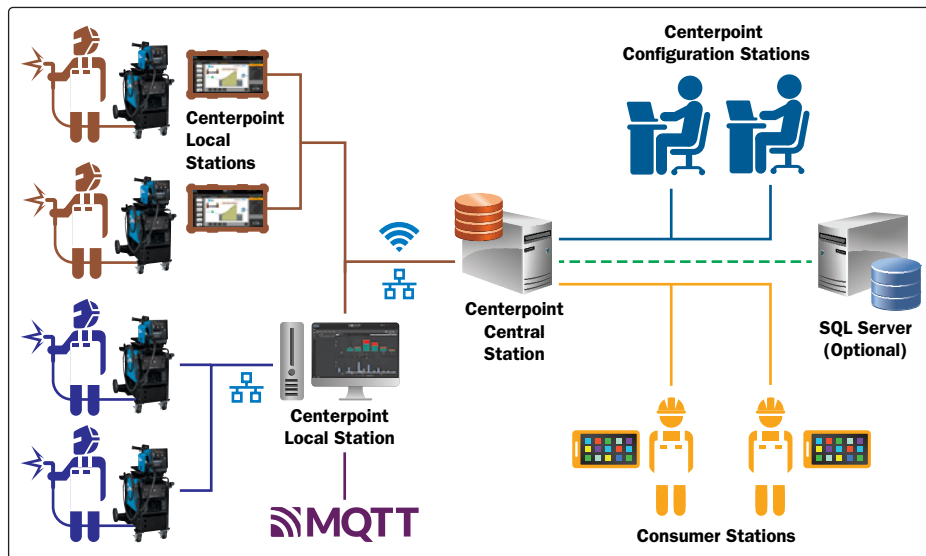 Centerpoint
Configuration Stations
Centerpoint
Local
Stations
Centerpoint
Central
Station
SQL Server
(Optional)
Centerpoint
Local Station
MQTT
Consumer Stations